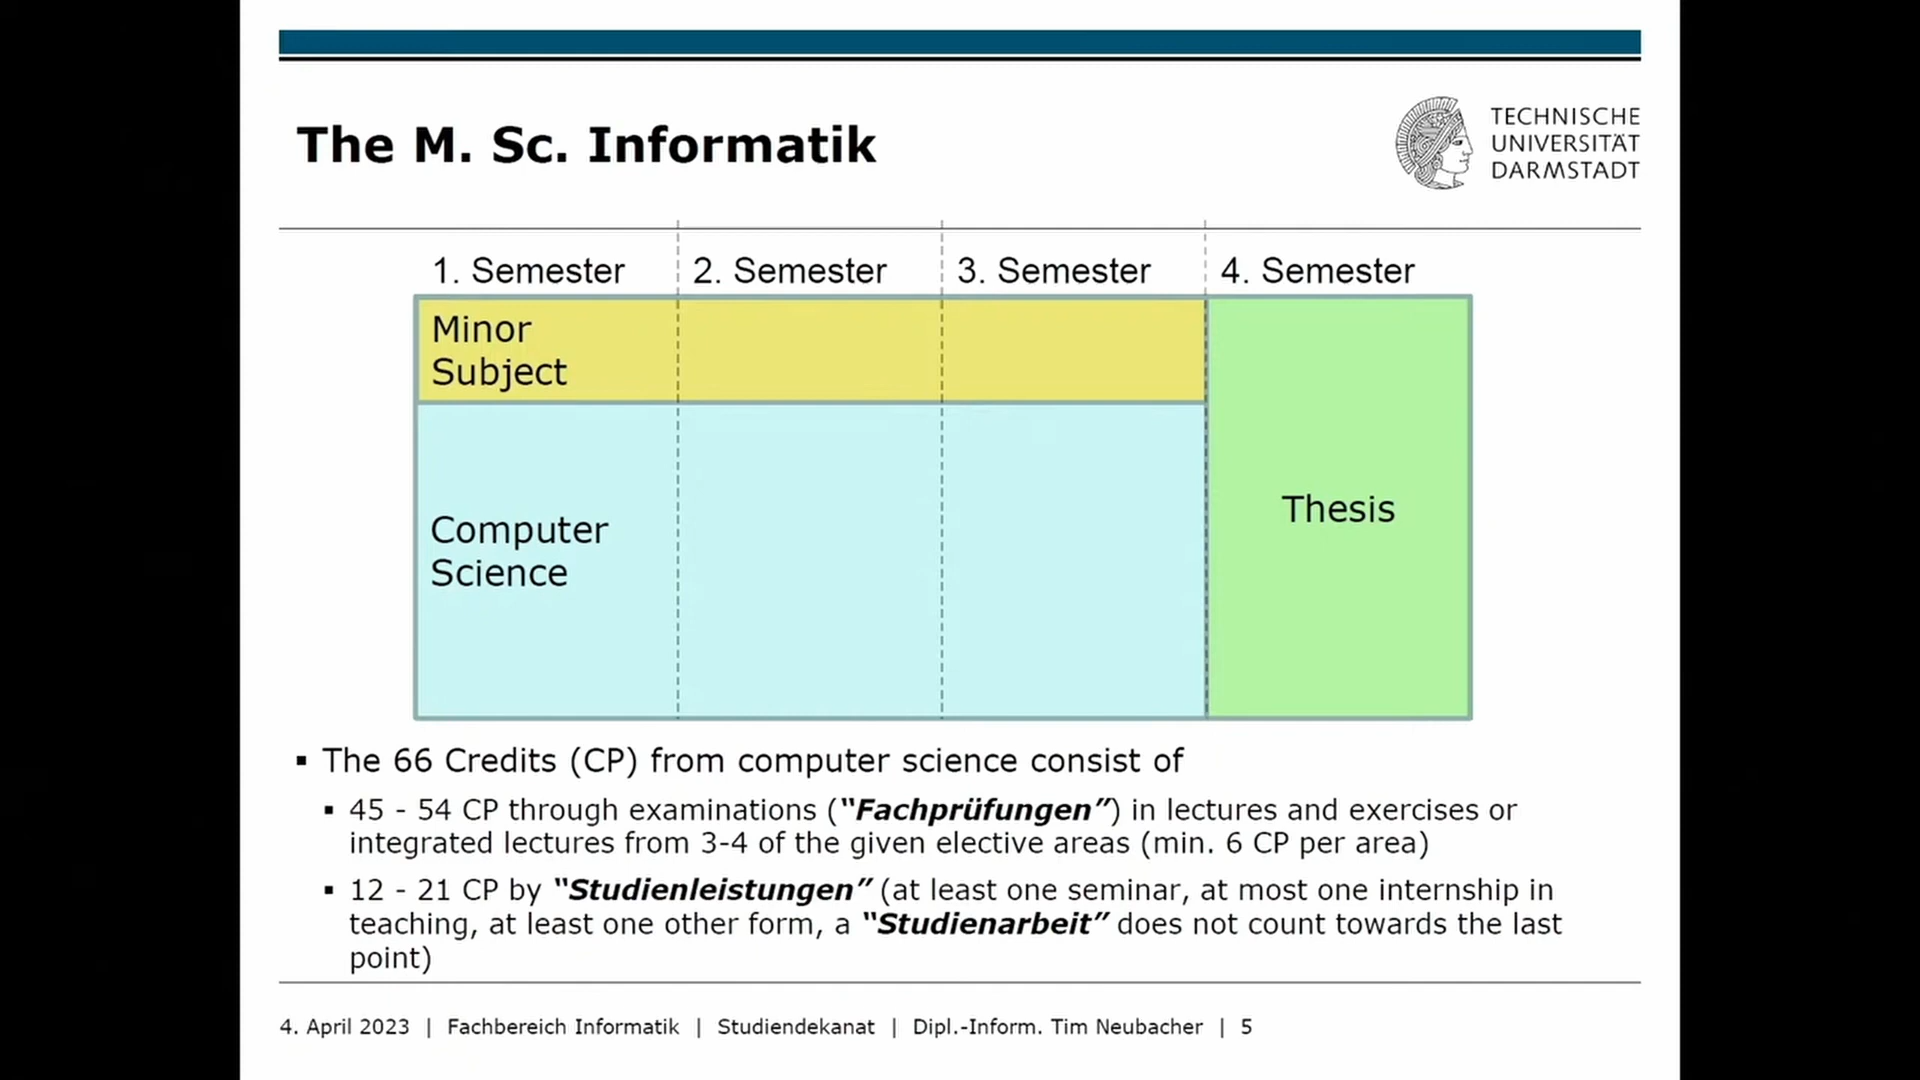 The M. Sc. Informatik
TECHNISCHE
UNIVERSITÄT
DARMSTADT
1. Semester
2. Semester
3. Semester
4. Semester
Minor
Subject
Computer
Science
Thesis
▪ The 66 Credits (CP) from computer science consist of
▪ 45 - 54 CP through examinations (“Fachprüfungen”) in lectures and exercises or
integrated lectures from 3-4 of the given elective areas (min. 6 CP per area)
▪ 12 - 21 CP by “Studienleistungen” (at least one seminar, at most one internship in
teaching, at least one other form, a “Studienarbeit” does not count towards the last
point)
4. April 2023 | Fachbereich Informatik | Studiendekanat | Dipl.-Inform. Tim Neubacher | 5